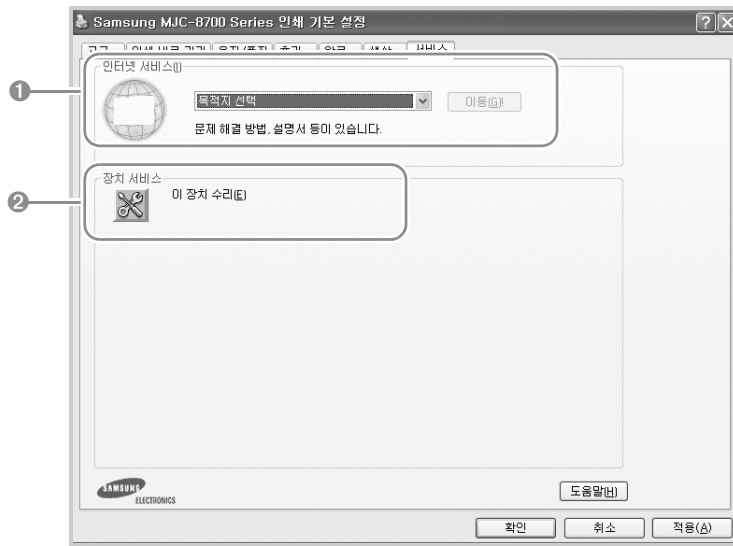 Samsung MJC-8700 Series 인쇄 기본 설정
서비스
인터넷 서비스(I)
1
목적지 선택
이동(G)!
문제 해결 방법, 설명서 등이 있습니다.
장치 서비스
2
이 장치 수리(E)
SAMSUNG
ELECTRONICS
도움말(H)
확인
취소
적용(A)